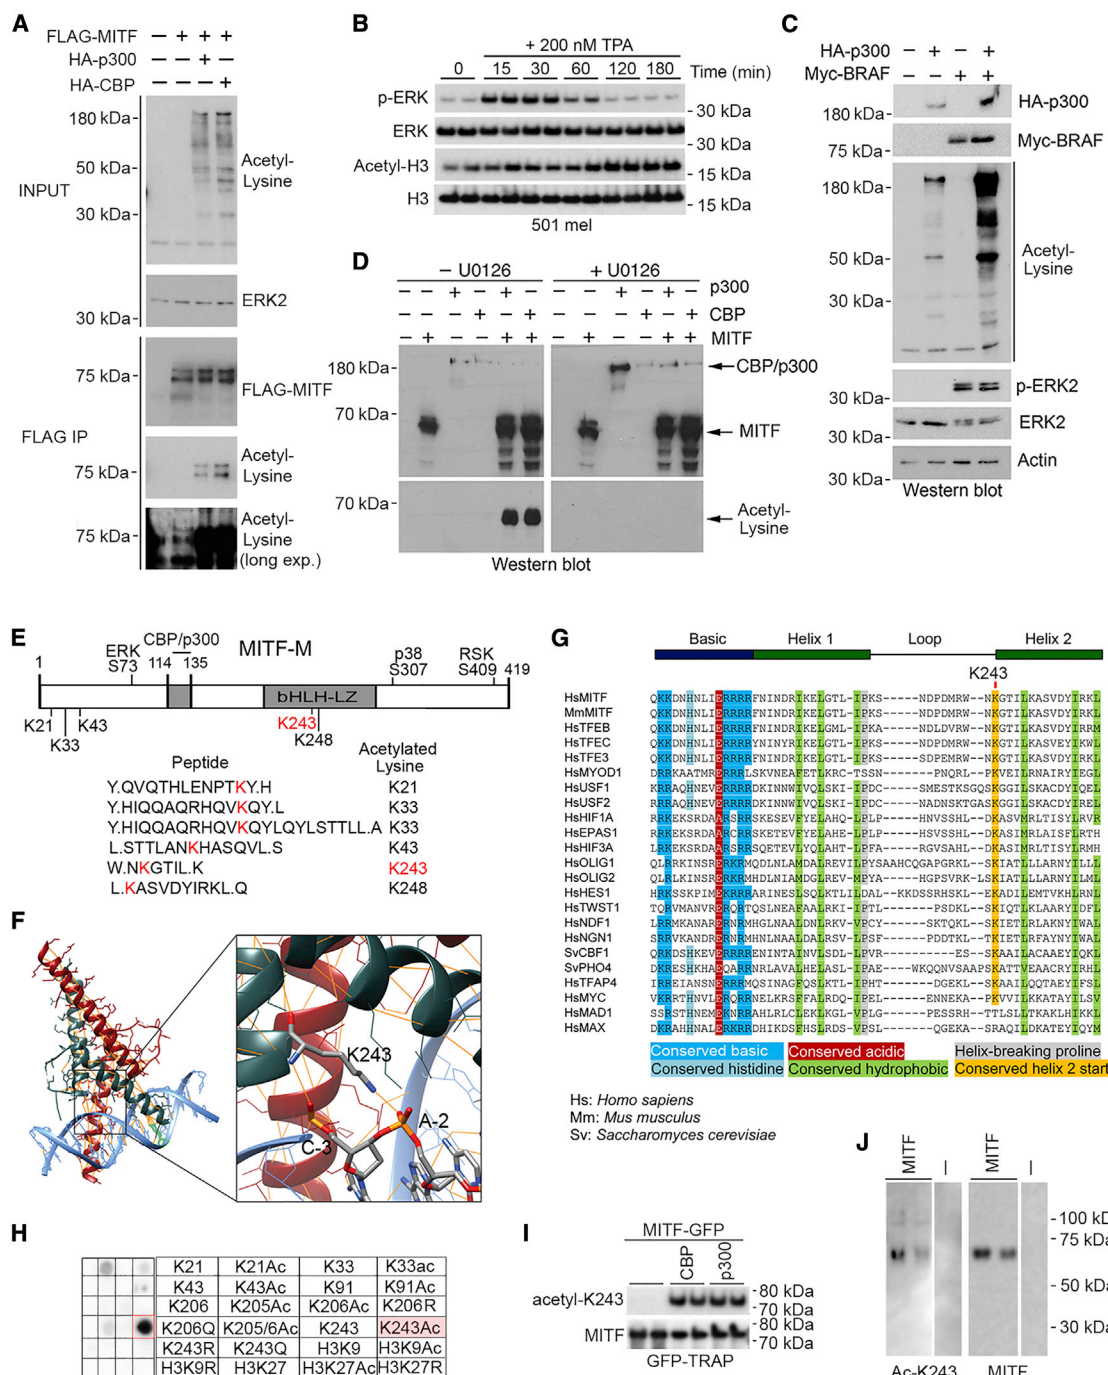 A
FLAG-MITF − + + +
HA-p300 − − + −
HA-CBP − − − +
180 kDa-
50 kDa-
30 kDa-
INPUT
Acetyl-
Lysine
30 kDa-
ERK2
75 kDa-
FLAG-MITF
FLAG IP
75 kDa-
Acetyl-
Lysine
75 kDa-
Acetyl-
Lysine
(long exp.)
B
+ 200 nM TPA
0 15 30 60 120 180 Time (min)
p-ERK
- 30 kDa
ERK
- 30 kDa
Acetyl-H3
- 15 kDa
H3
- 15 kDa
501 mel
C
HA-p300 − + − +
Myc-BRAF − − + +
180 kDa-
HA-p300
75 kDa-
Myc-BRAF
180 kDa-
50 kDa-
30 kDa-
Acetyl-
Lysine
30 kDa-
p-ERK2
30 kDa-
ERK2
30 kDa-
Actin
Western blot
D
− U0126 + U0126
− − + − + − − − + − + − p300
− − − + − + − − − + − + CBP
− + − − + + − + − − + + MITF
180 kDa-
CBP/p300
70 kDa-
MITF
70 kDa-
Acetyl-
Lysine
Western blot
E
MITF-M
1
ERK
S73
CBP/p300
114 135
p38
S307
RSK
S409
419
bHLH-LZ
K21
K33
K43
K243
K248
Peptide Acetylated
Lysine
Y.QVQTHLENPTKY.H K21
Y.HIQQAQRHQVKQY.L K33
Y.HIQQAQRHQVKQYLQYLSTTLL.A K33
L.STTLANKHASQVL.S K43
W.NKGTIL.K K243
L.KASVDYIRKL.Q K248
F
K243
A-2
C-3
G
Basic Helix 1 Loop Helix 2
K243
HsMITF
MmMITF
HsTFEB
HsTFEC
HsTFE3
HsMYOD1
HsUSF1
HsUSF2
HsHIF1A
HsEPAS1
HsHIF3A
HsOLIG1
HsOLIG2
HsHES1
HsTWST1
HsNDF1
HsNGN1
SvCBF1
SvPHO4
HsTFAP4
HsMYC
HsMAD1
HsMAX
Conserved basic Conserved acidic Helix-breaking proline
Conserved histidine Conserved hydrophobic Conserved helix 2 start
Hs: Homo sapiens
Mm: Mus musculus
Sv: Saccharomyces cerevisiae
H
K21 K21Ac K33 K33ac
K43 K43Ac K91 K91Ac
K206 K205Ac K206Ac K206R
K206Q K205/6Ac K243 K243Ac
K243R K243Q H3K9 H3K9Ac
H3K9R H3K27 H3K27Ac H3K27R
I
MITF-GFP
CBP p300
acetyl-K243
- 80 kDa
- 70 kDa
MITF
- 80 kDa
- 70 kDa
GFP-TRAP
J
MITF − MITF −
- 100 kD
- 75 kDa
- 50 kDa
- 30 kDa
Ac-K243 MITF